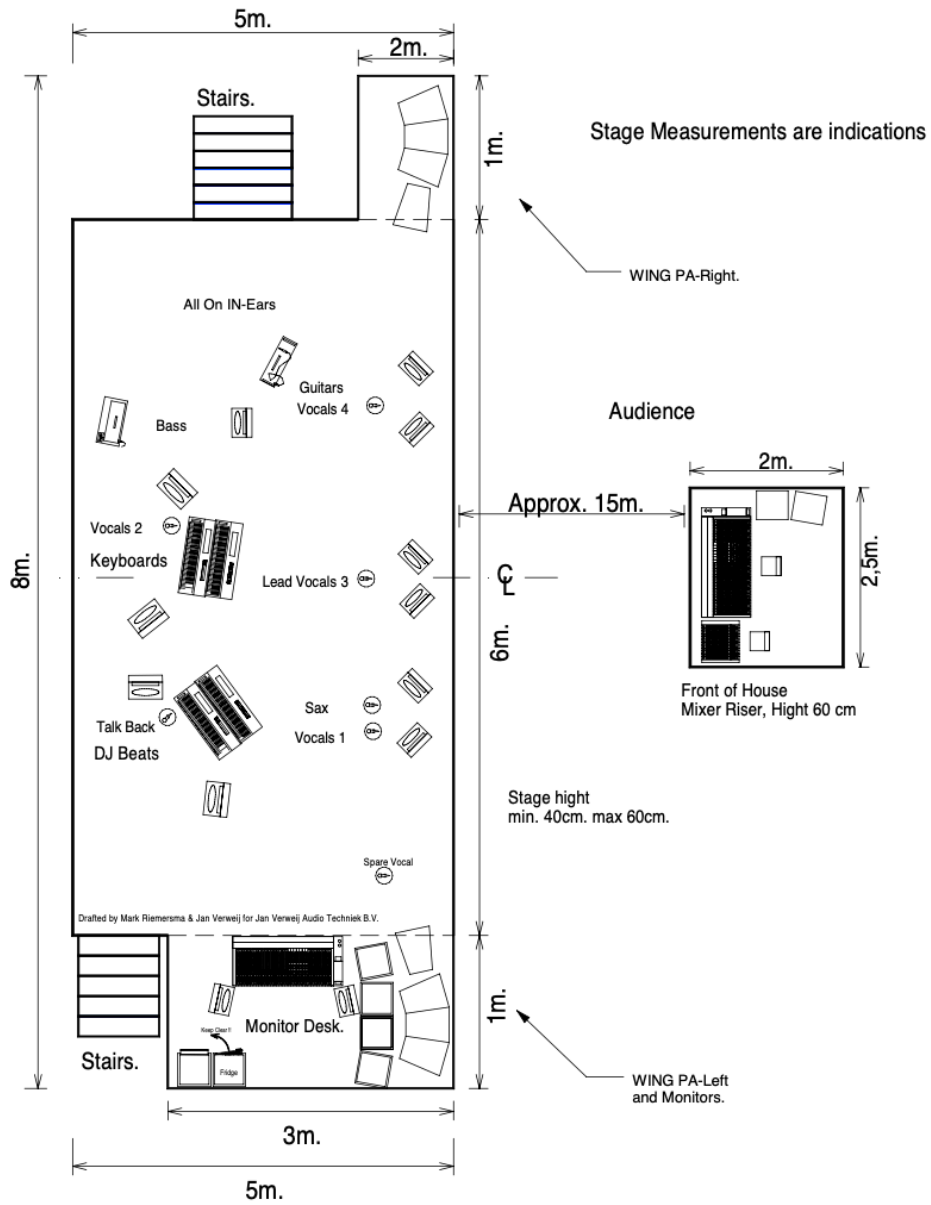 5m.
2m.
Stairs.
1m.
Stage Measurements are indications
WING PA-Right.
All On IN-Ears
Guitars
Vocals 4
Bass
Audience
2m.
Approx. 15m.
Vocals 2
Keyboards
Lead Vocals 3
CL
8m.
6m.
2,5m.
Front of House
Mixer Riser, Hight 60 cm
Sax
Vocals 1
Talk Back
DJ Beats
Stage hight
min. 40cm. max 60cm.
Spare Vocal
Drafted by Mark Riemersma & Jan Verweij for Jan Verweij Audio Techniek B.V.
Monitor Desk.
Keep Clear !!
Fridge
1m.
Stairs.
WING PA-Left
and Monitors.
3m.
5m.